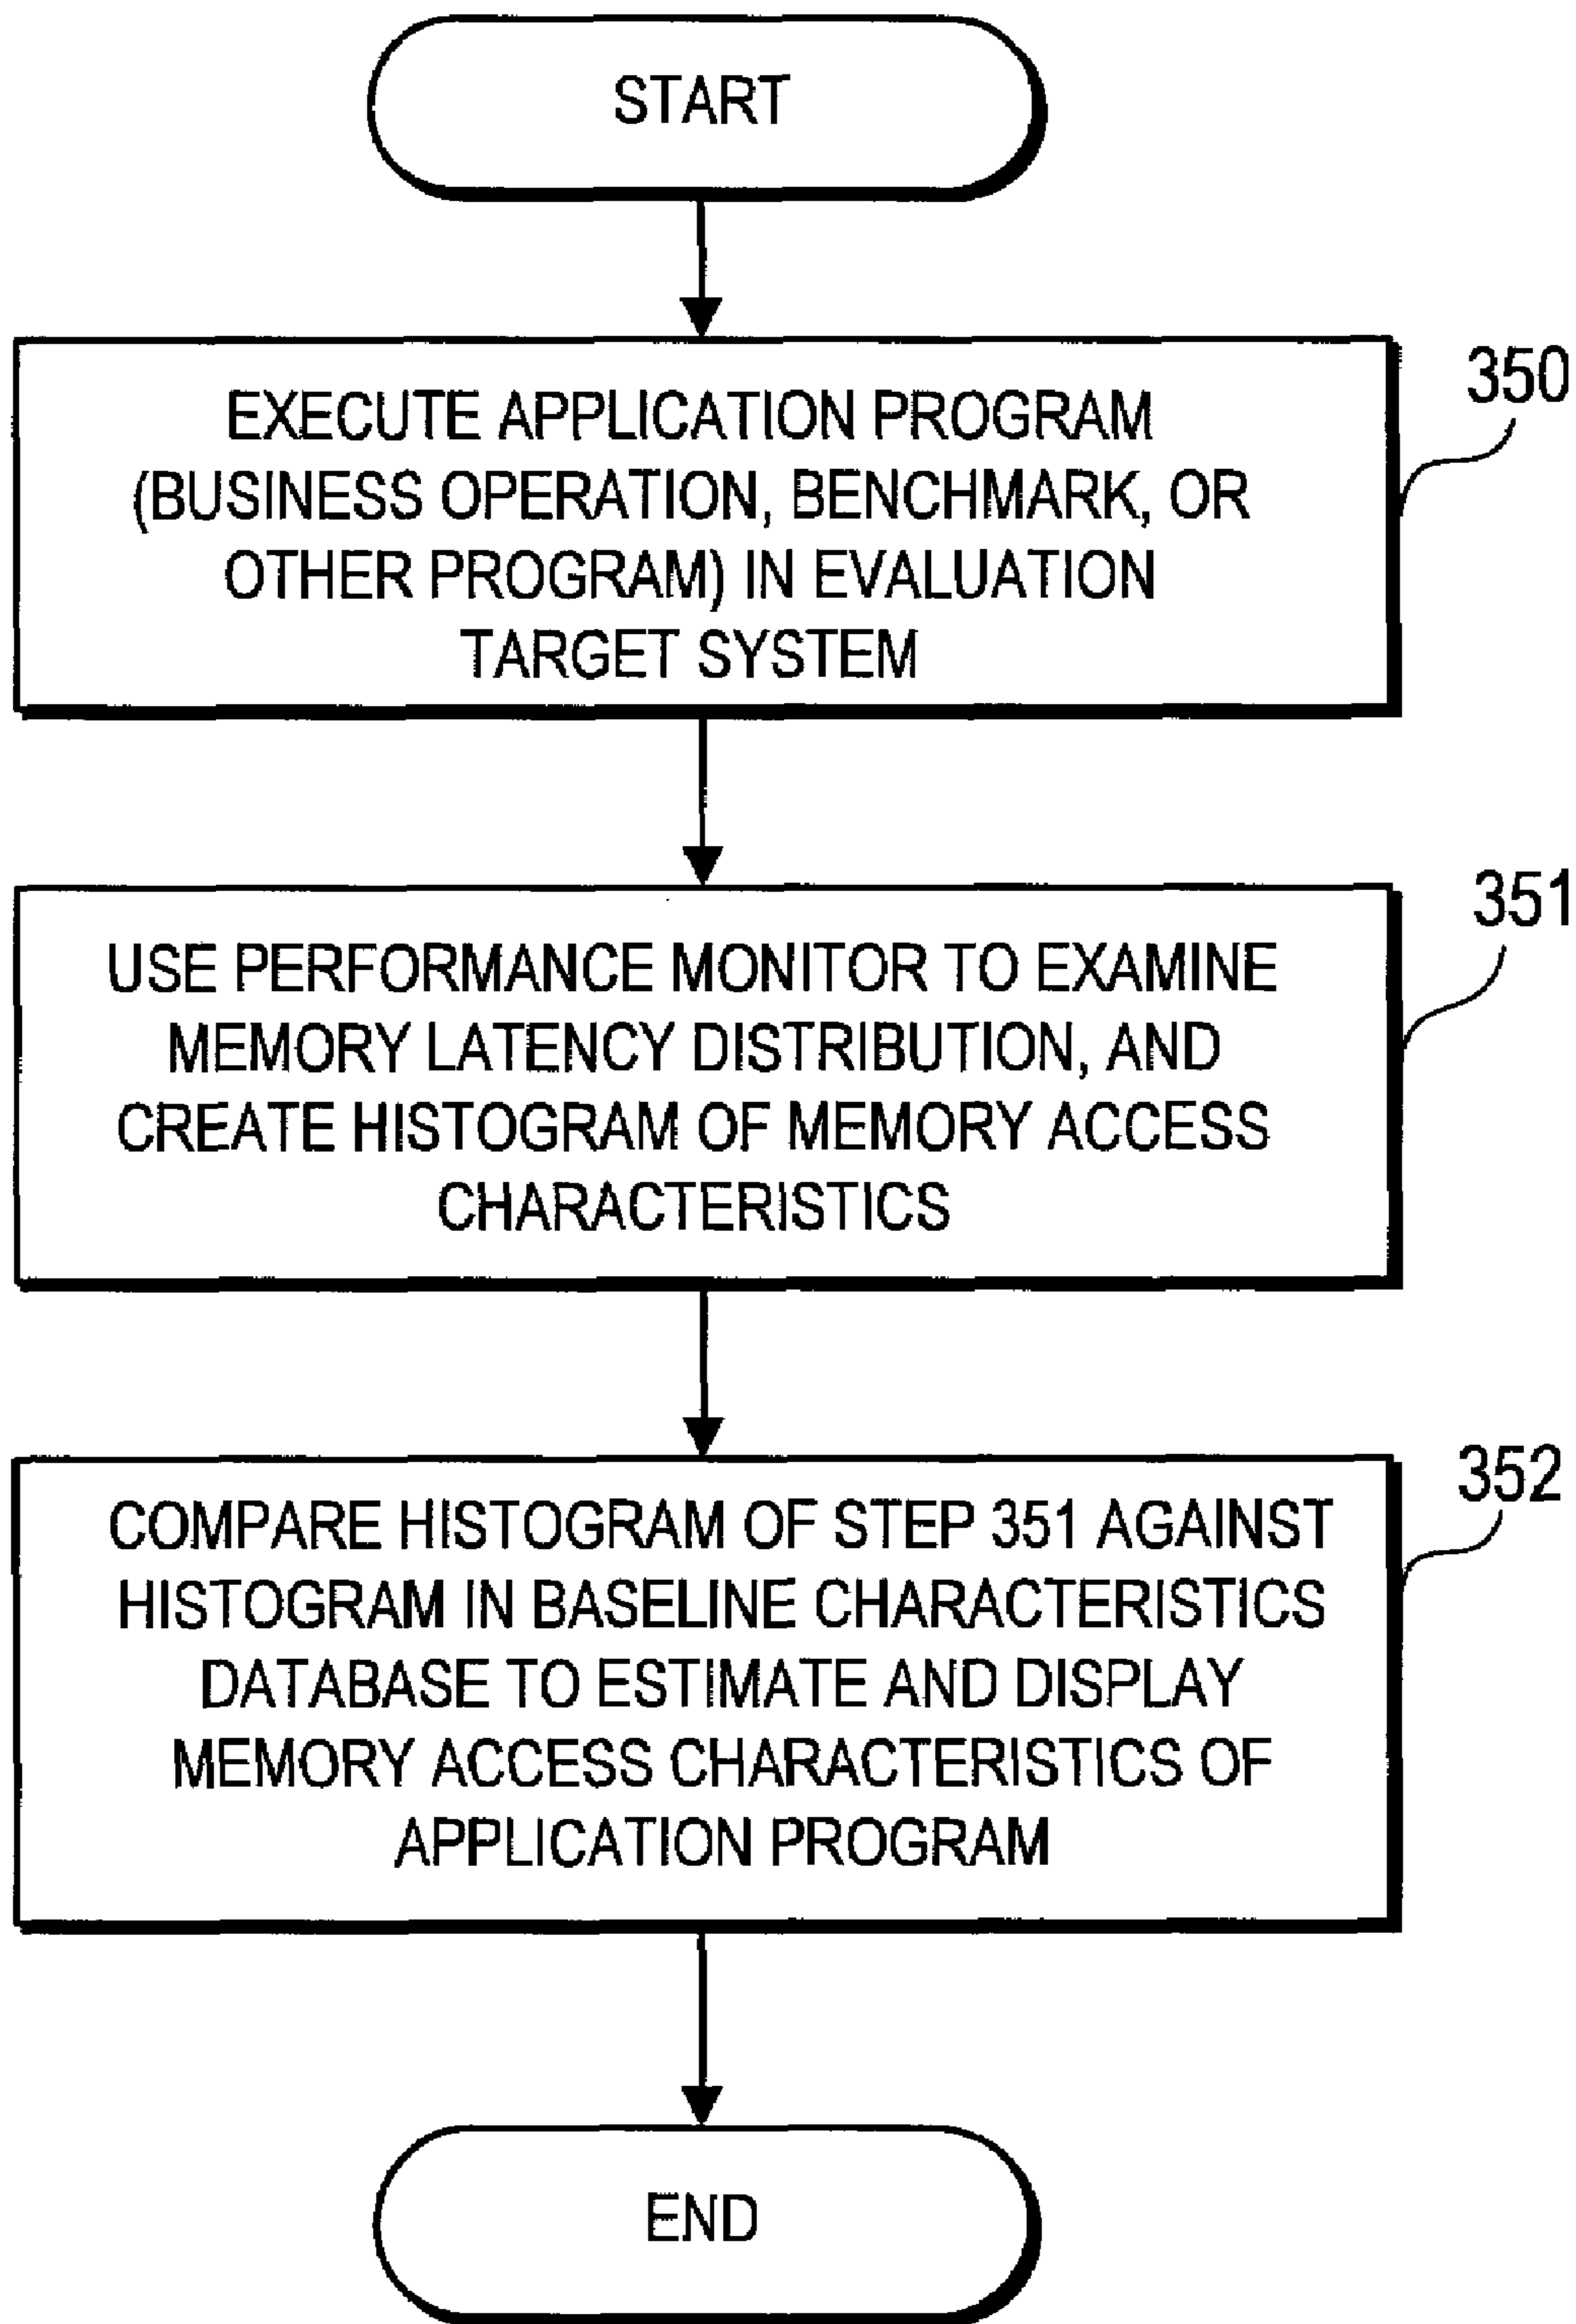 START
350
EXECUTE APPLICATION PROGRAM
(BUSINESS OPERATION, BENCHMARK, OR
OTHER PROGRAM) IN EVALUATION
TARGET SYSTEM
351
USE PERFORMANCE MONITOR TO EXAMINE
MEMORY LATENCY DISTRIBUTION, AND
CREATE HISTOGRAM OF MEMORY ACCESS
CHARACTERISTICS
352
COMPARE HISTOGRAM OF STEP 351 AGAINST
HISTOGRAM IN BASELINE CHARACTERISTICS
DATABASE TO ESTIMATE AND DISPLAY
MEMORY ACCESS CHARACTERISTICS OF
APPLICATION PROGRAM
END